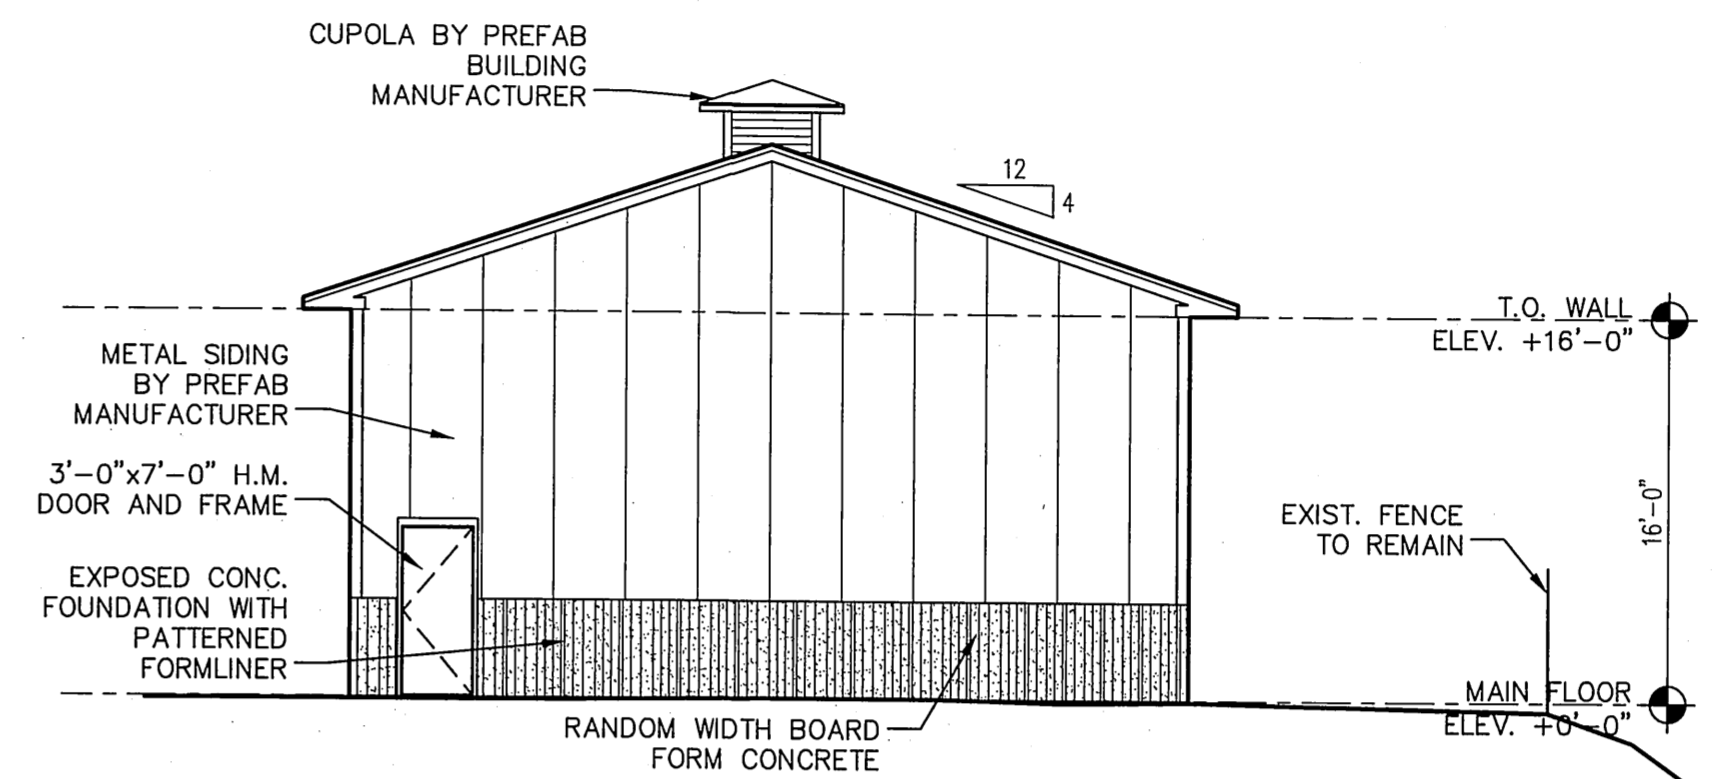 CUPOLA BY PREFAB
BUILDING
MANUFACTURER
12
4
T.O. WALL
ELEV. +16'-0"
METAL SIDING
BY PREFAB
MANUFACTURER
3'-0"x7'-0" H.M.
DOOR AND FRAME
EXIST. FENCE
TO REMAIN
16'-0"
EXPOSED CONC.
FOUNDATION WITH
PATTERNED
FORMLINER
MAIN FLOOR
ELEV. +0'-0"
RANDOM WIDTH BOARD
FORM CONCRETE